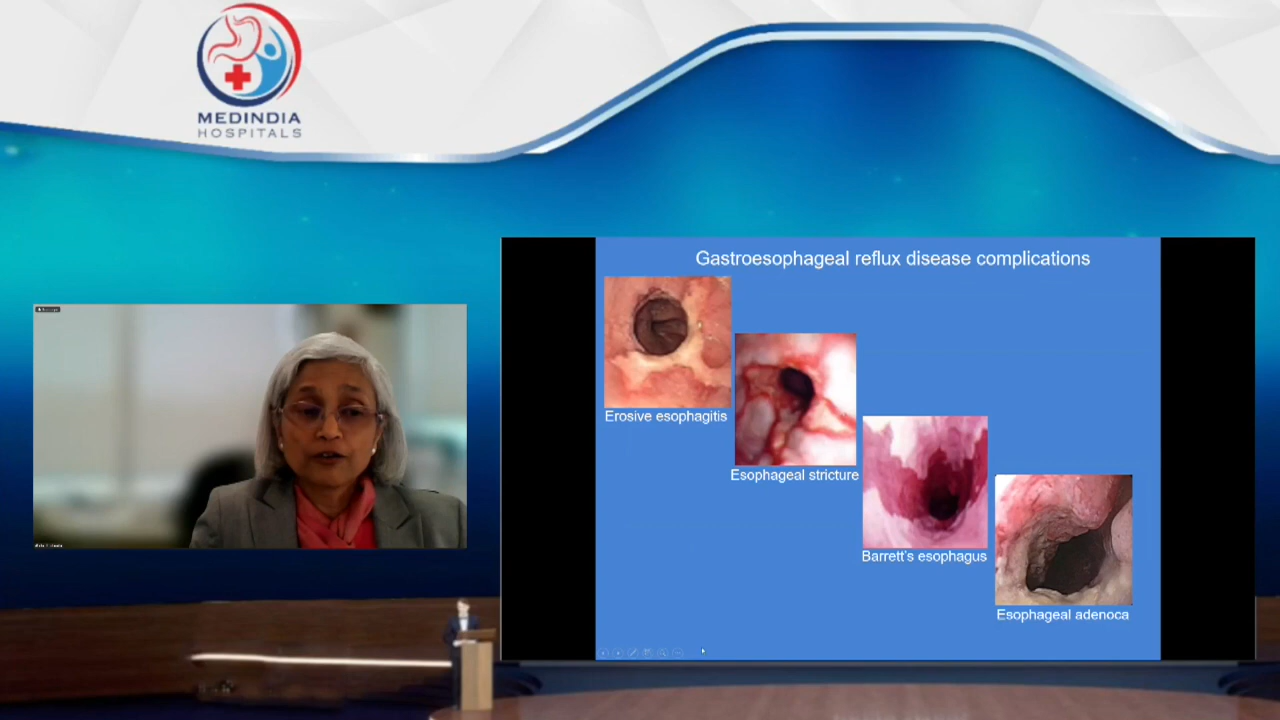 MEDINDIA
HOSPITALS
Gastroesophageal reflux disease complications
Erosive esophagitis
Esophageal stricture
Barrett's esophagus
Esophageal adenoca